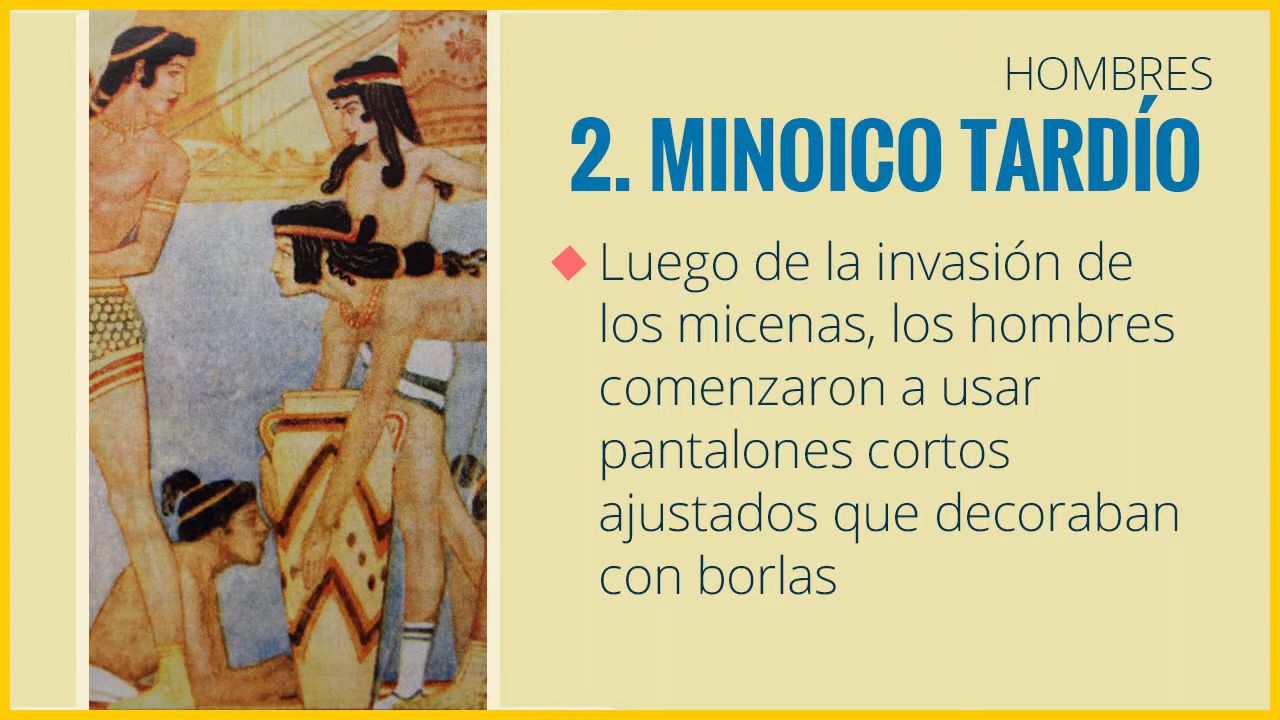 HOMBRES
2. MINOICO TARDÍO
Luego de la invasión de
los micenas, los hombres
comenzaron a usar
pantalones cortos
ajustados que decoraban
con borlas